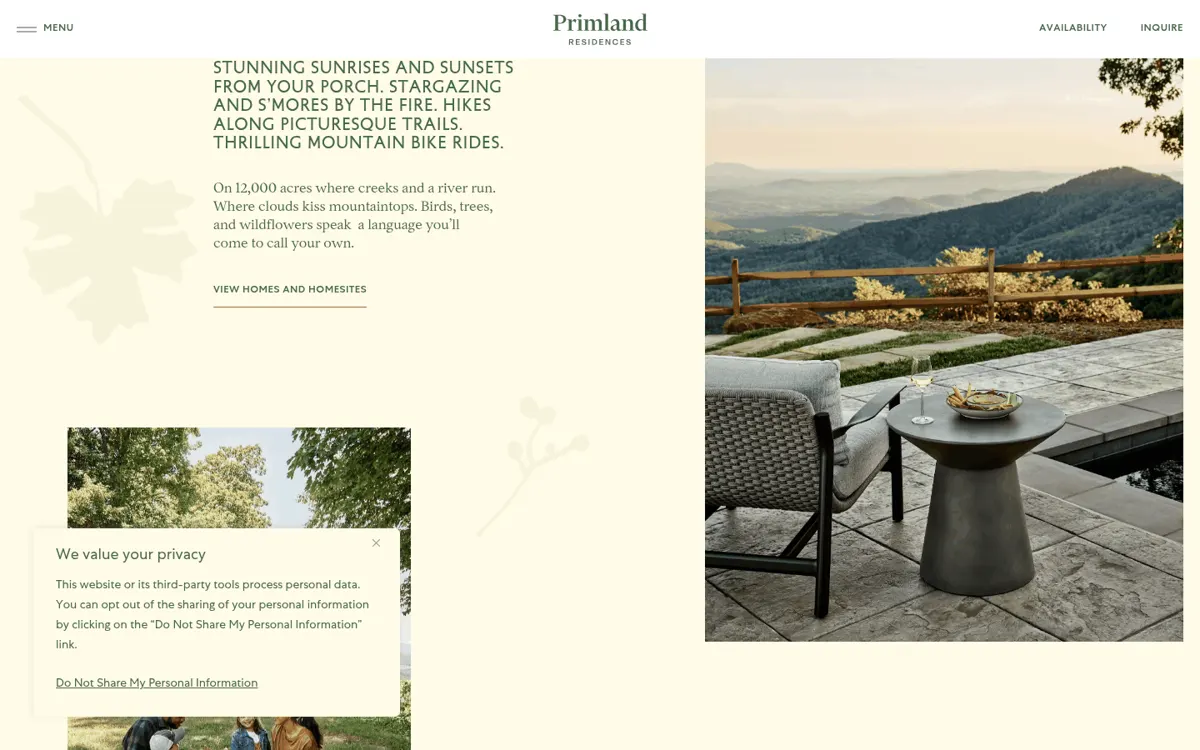 MENU
Primland
RESIDENCES
AVAILABILITY
INQUIRE
STUNNING SUNRISES AND SUNSETS
FROM YOUR PORCH. STARGAZING
AND S’MORES BY THE FIRE. HIKES
ALONG PICTURESQUE TRAILS.
THRILLING MOUNTAIN BIKE RIDES.
On 12,000 acres where creeks and a river run.
Where clouds kiss mountaintops. Birds, trees,
and wildflowers speak  a language you’ll
come to call your own.
VIEW HOMES AND HOMESITES
We value your privacy
This website or its third-party tools process personal data.
You can opt out of the sharing of your personal information
by clicking on the “Do Not Share My Personal Information”
link.
Do Not Share My Personal Information